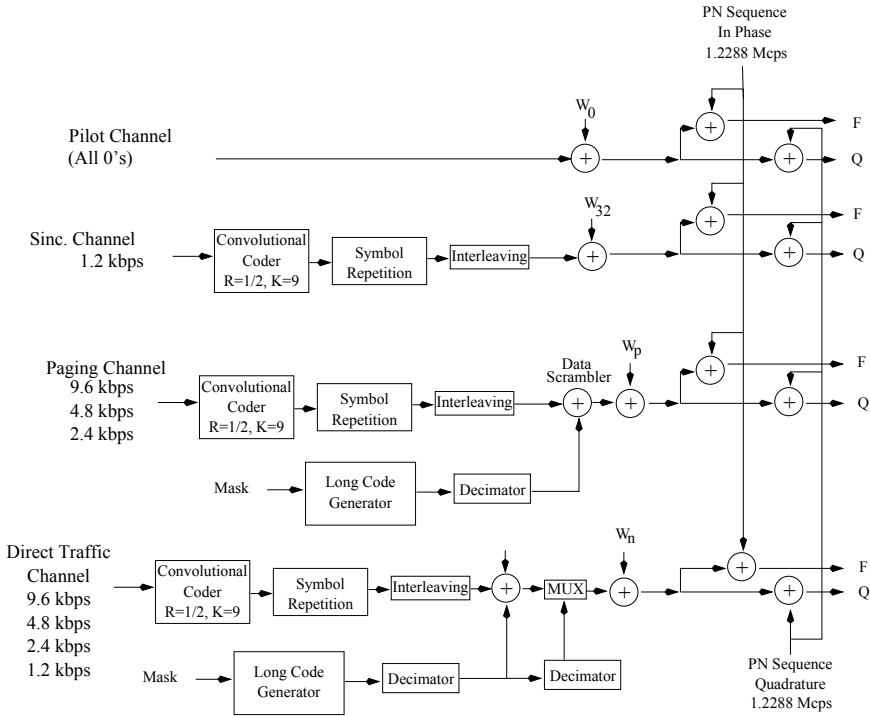 PN Sequence
In Phase
1.2288 Mcps
W0
F
Pilot Channel
(All 0's)
+
+
+
Q
W32
F
Sinc. Channel
1.2 kbps
Convolutional
Coder
R=1/2, K=9
Symbol
Repetition
Interleaving
+
+
+
Q
Paging Channel
9.6 kbps
4.8 kbps
2.4 kbps
Convolutional
Coder
R=1/2, K=9
Symbol
Repetition
Interleaving
Data
Scrambler
+
Wp
+
+
+
F
Q
Mask
Long Code
Generator
Decimator
Direct Traffic
Channel
9.6 kbps
4.8 kbps
2.4 kbps
1.2 kbps
Convolutional
Coder
R=1/2, K=9
Symbol
Repetition
Interleaving
+
MUX
Wn
+
+
+
F
Q
Mask
Long Code
Generator
Decimator
Decimator
PN Sequence
Quadrature
1.2288 Mcps